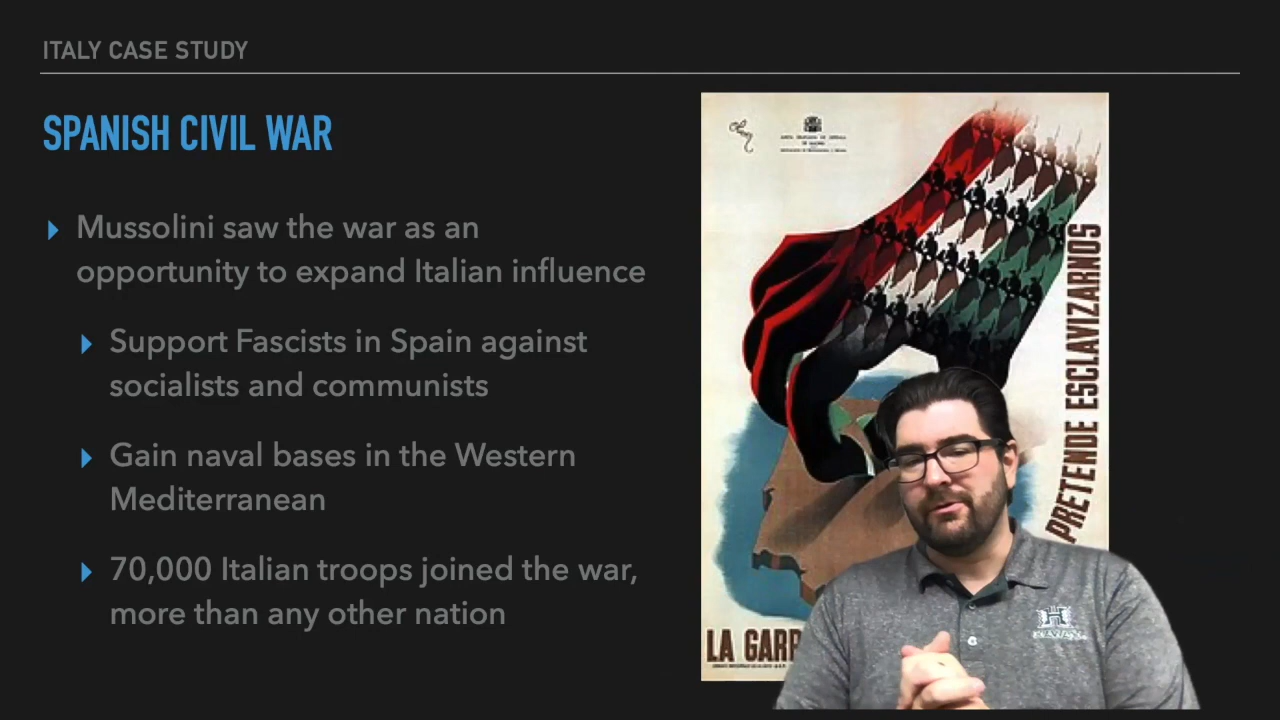 ITALY CASE STUDY
SPANISH CIVIL WAR
Mussolini saw the war as an
opportunity to expand Italian influence
Support Fascists in Spain against
socialists and communists
Gain naval bases in the Western
Mediterranean
70,000 Italian troops joined the war,
more than any other nation
PRETENDE ESCLAVIZARNOS
LA GARR